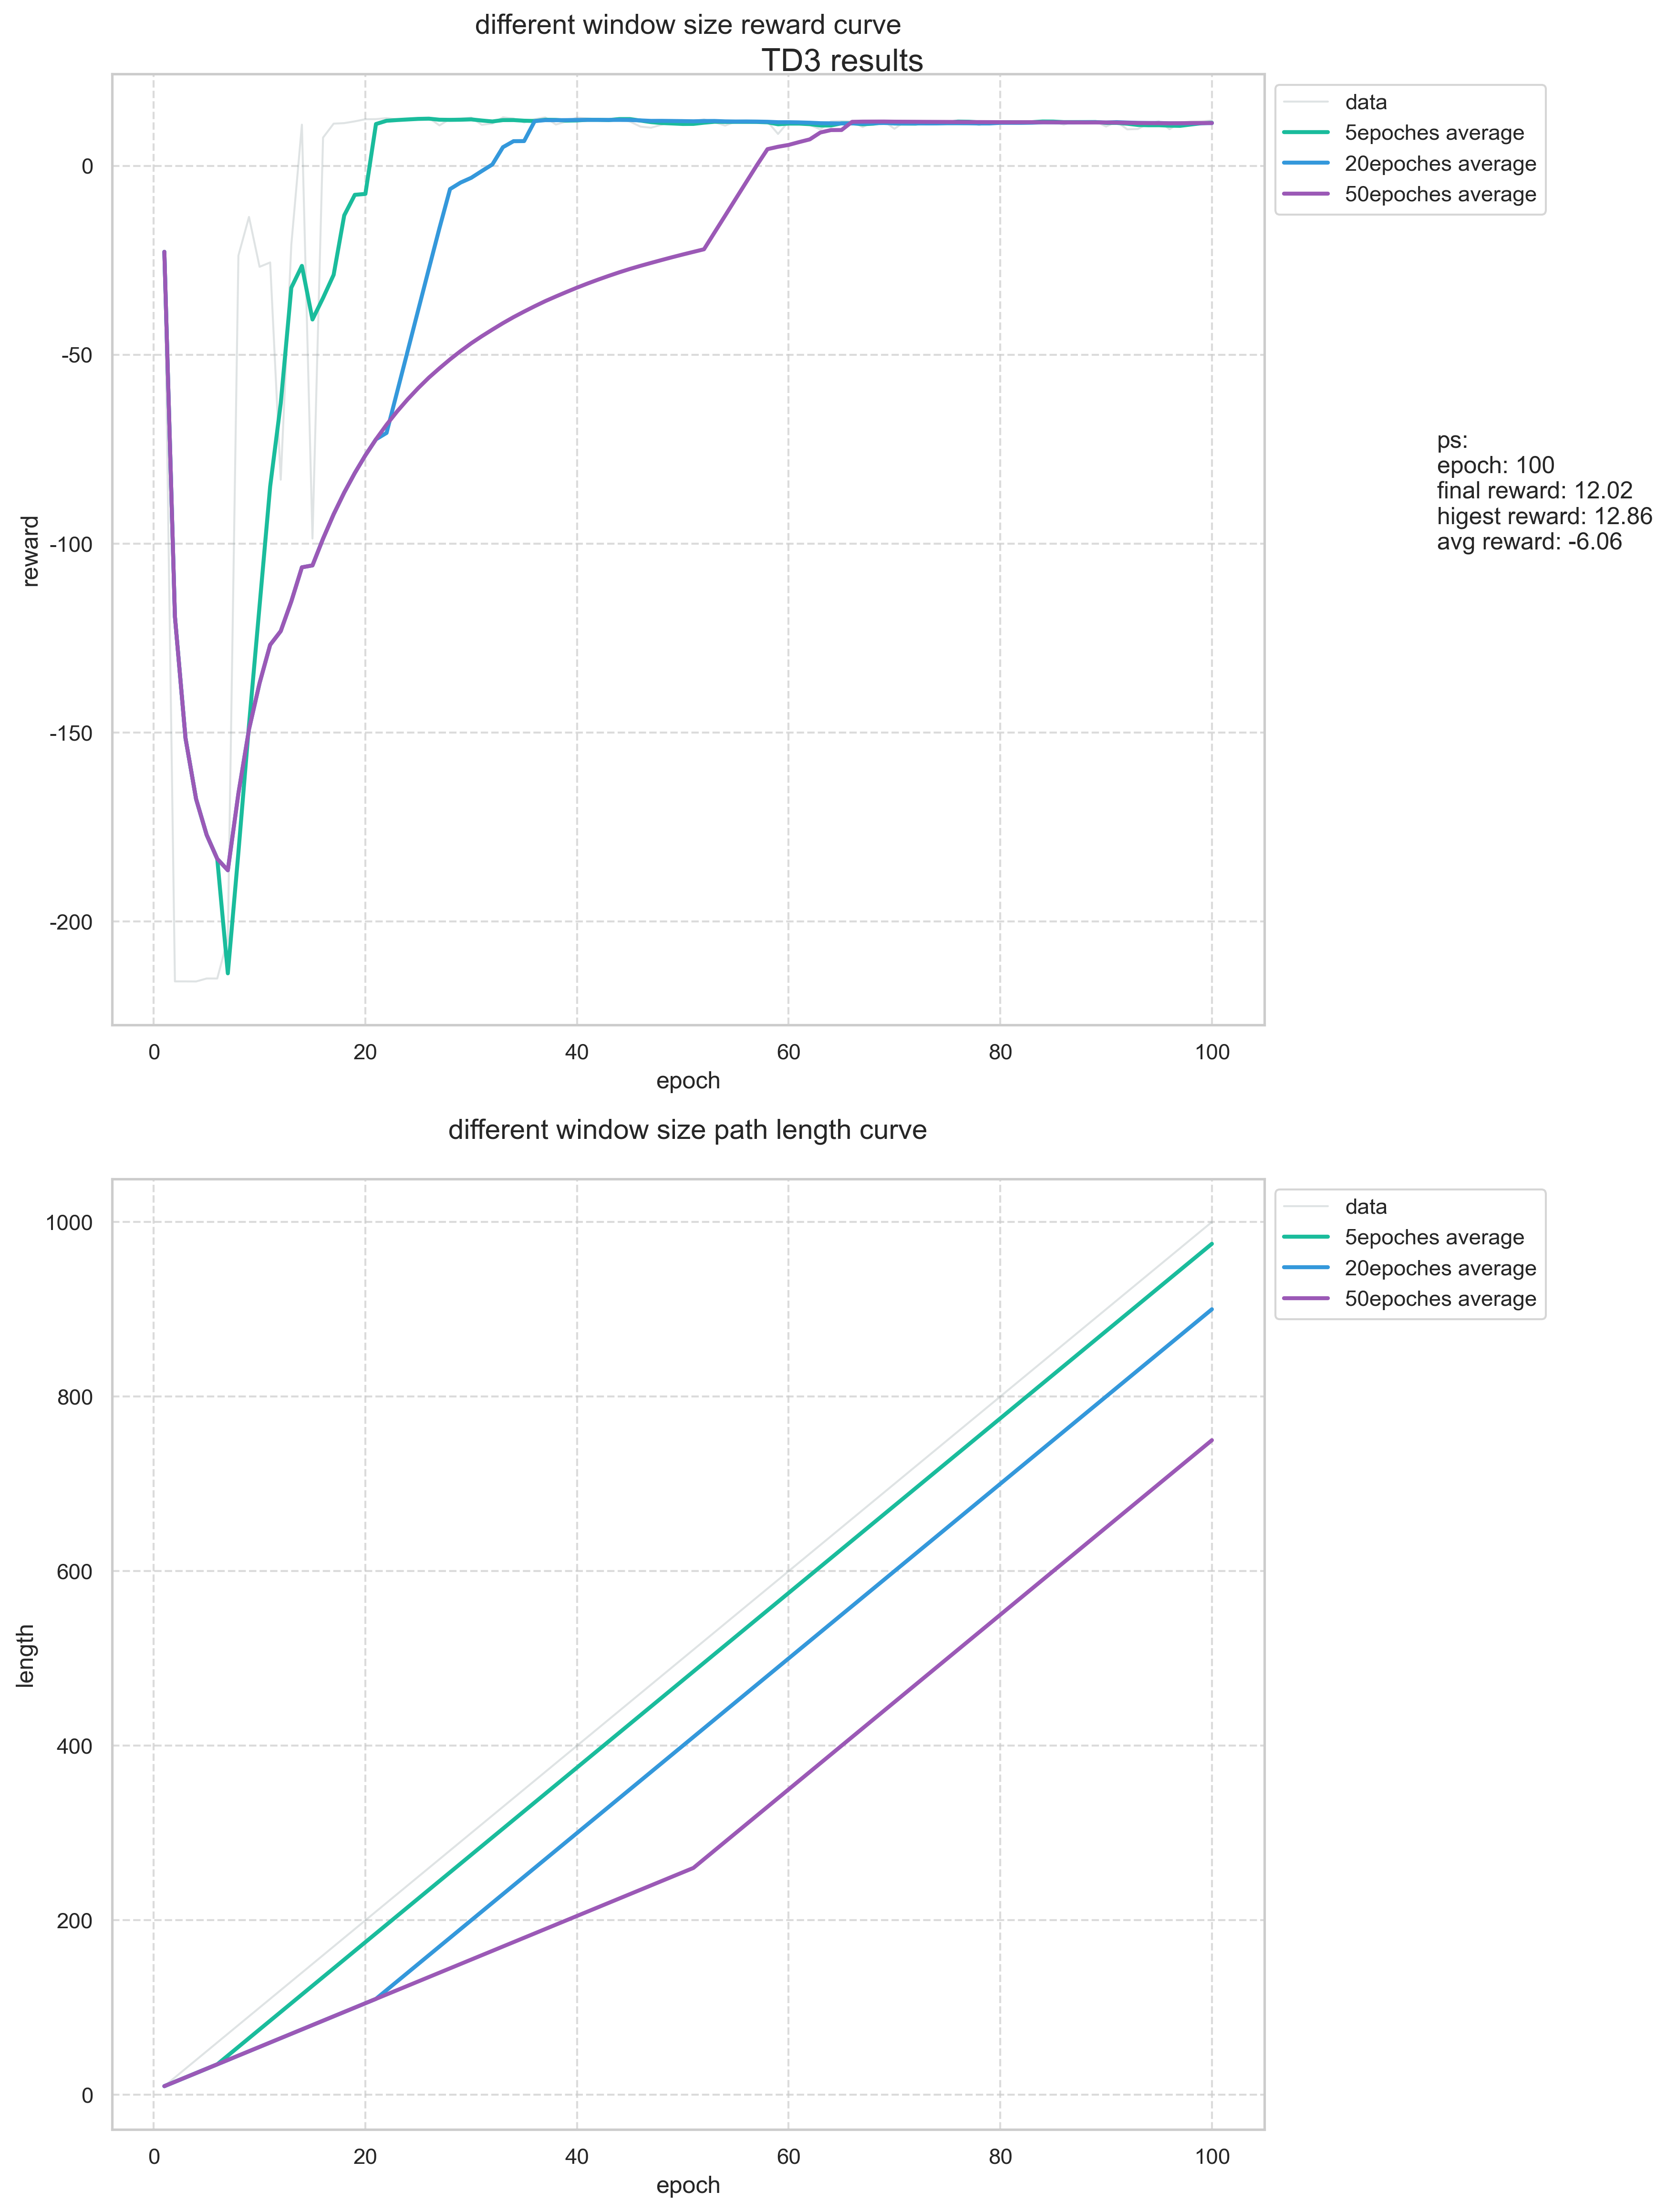 different window size reward curve
TD3 results
data
5epoches average
20epoches average
50epoches average
0
-50
-100
-150
-200
reward
ps:
epoch: 100
final reward: 12.02
higest reward: 12.86
avg reward: -6.06
0 20 40 60 80 100
epoch
different window size path length curve
data
5epoches average
20epoches average
50epoches average
1000
800
600
400
200
0
length
0 20 40 60 80 100
epoch